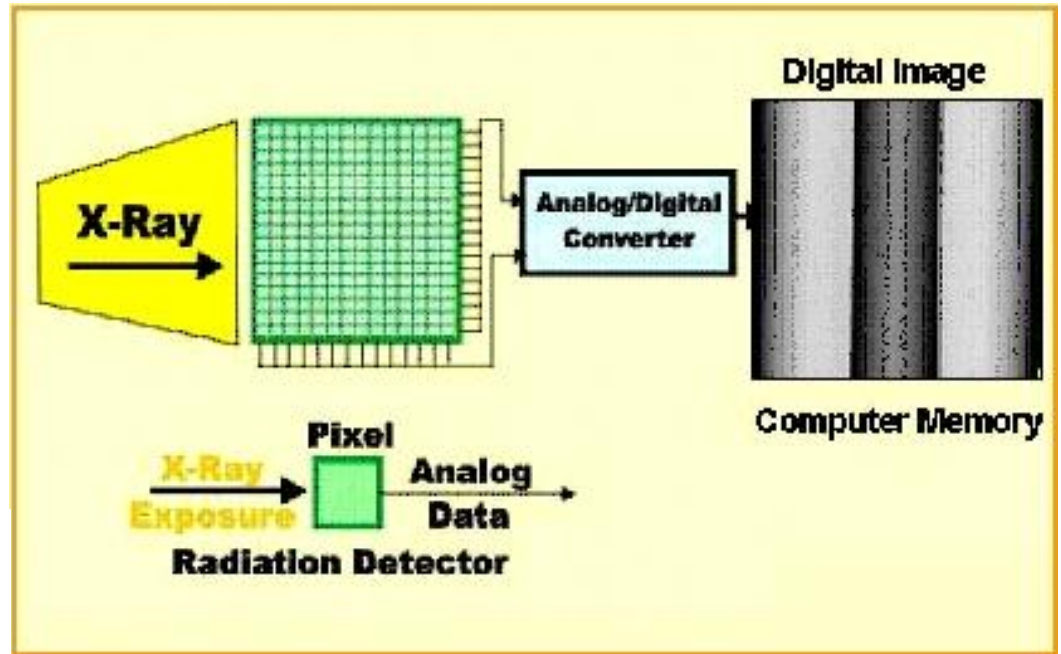 Digital Image
X-Ray
Analog/Digital
Converter
Computer Memory
Pixel
X-Ray
Exposure
Analog
Data
Radiation Detector